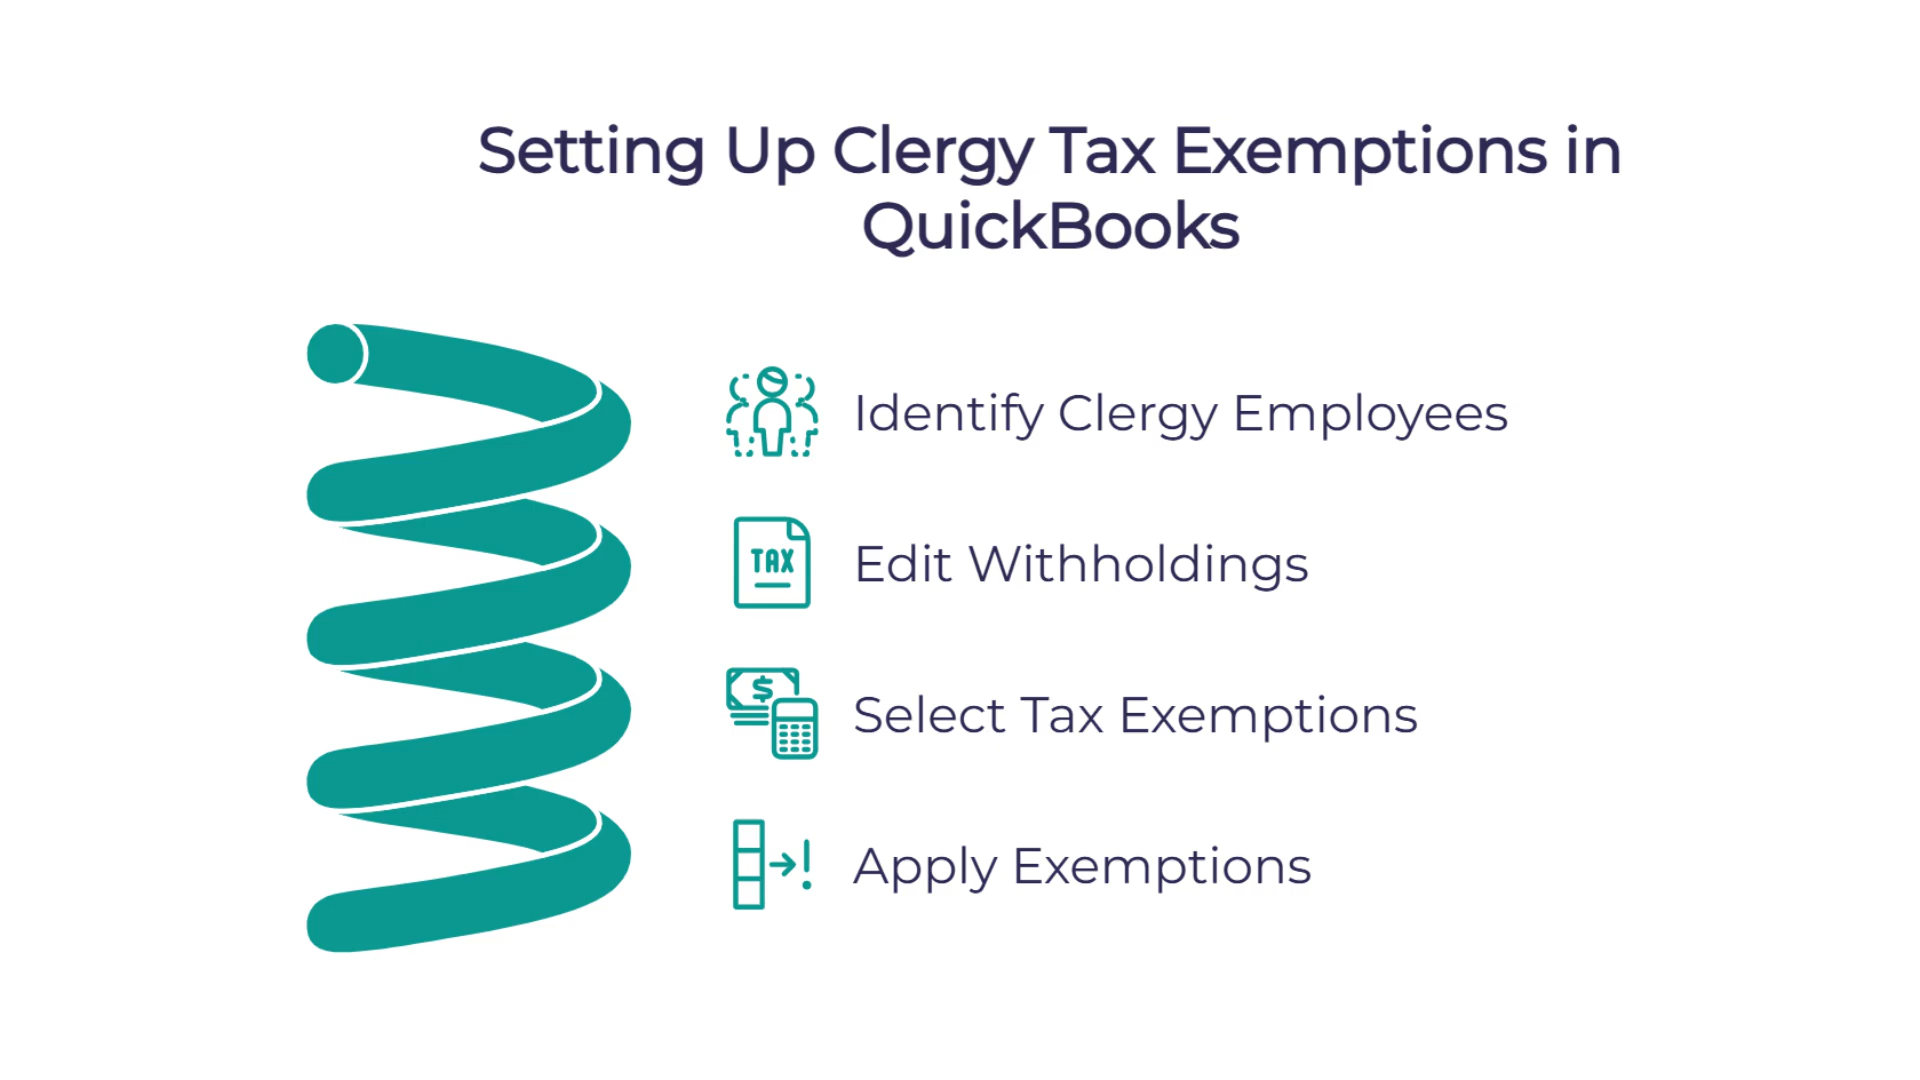 Setting Up Clergy Tax Exemptions in
QuickBooks
Identify Clergy Employees
TAX
Edit Withholdings
$
Select Tax Exemptions
Apply Exemptions